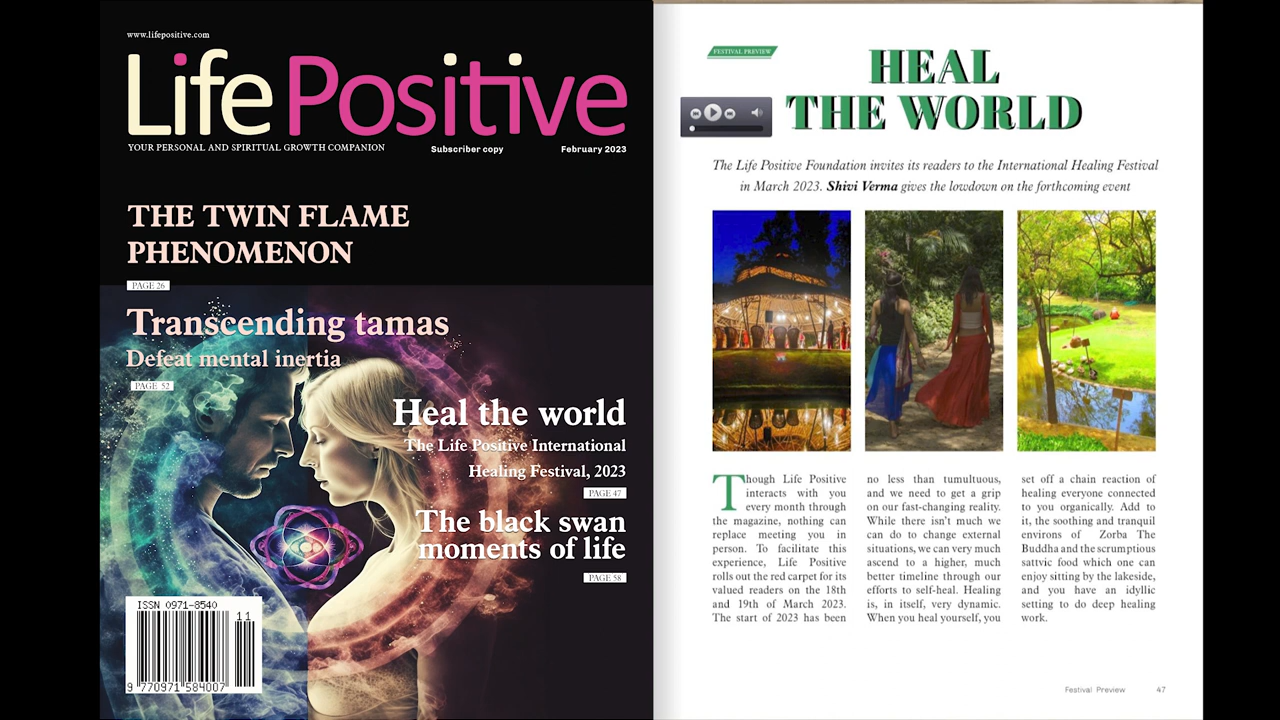 www.lifepositive.com
Life Positive
YOUR PERSONAL AND SPIRITUAL GROWTH COMPANION
Subscriber copy
February 2023
THE TWIN FLAME
PHENOMENON
PAGE 26
Transcending tamas
Defeat mental inertia
PAGE 52
Heal the world
The Life Positive International
Healing Festival, 2023
PAGE 47
The black swan
moments of life
PAGE 58
ISSN 0971-8540
11
9 770971 584007
FESTIVAL PREVIEW
HEAL
THE WORLD
The Life Positive Foundation invites its readers to the International Healing Festival
in March 2023. Shivi Verma gives the lowdown on the forthcoming event
Though Life Positive
interacts with you
every month through
the magazine, nothing can
replace meeting you in
person. To facilitate this
experience, Life Positive
rolls out the red carpet for its
valued readers on the 18th
and 19th of March 2023.
The start of 2023 has been
no less than tumultuous,
and we need to get a grip
on our fast-changing reality.
While there isn't much we
can do to change external
situations, we can very much
ascend to a higher, much
better timeline through our
efforts to self-heal. Healing
is, in itself, very dynamic.
When you heal yourself, you
set off a chain reaction of
healing everyone connected
to you organically. Add to
it, the soothing and tranquil
environs of Zorba The
Buddha and the scrumptious
sattvic food which one can
enjoy sitting by the lakeside,
and you have an idyllic
setting to do deep healing
work.
Festival Preview 47